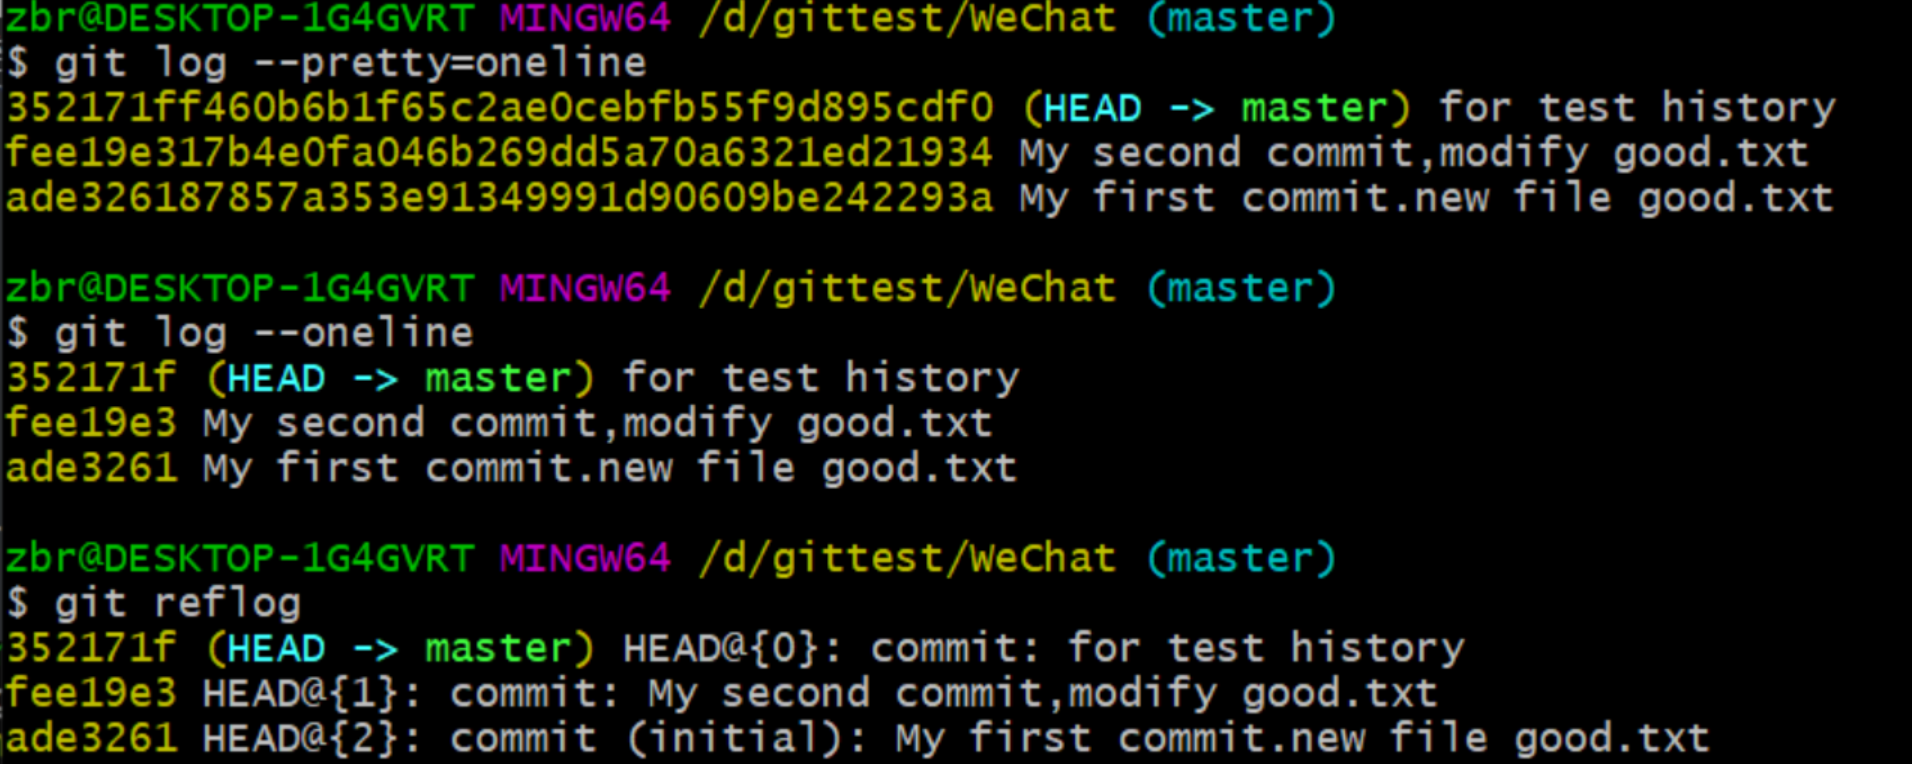 zbr@DESKTOP-1G4GVRT MINGW64 /d/gittest/WeChat (master)
$ git log --pretty=oneline
352171ff460b6b1f65c2ae0cebfb55f9d895cdf0 (HEAD -> master) for test history
fee19e317b4e0fa046b269dd5a70a6321ed21934 My second commit,modify good.txt
ade326187857a353e91349991d90609be242293a My first commit.new file good.txt
zbr@DESKTOP-1G4GVRT MINGW64 /d/gittest/WeChat (master)
$ git log --oneline
352171f (HEAD -> master) for test history
fee19e3 My second commit,modify good.txt
ade3261 My first commit.new file good.txt
zbr@DESKTOP-1G4GVRT MINGW64 /d/gittest/WeChat (master)
$ git reflog
352171f (HEAD -> master) HEAD@{0}: commit: for test history
fee19e3 HEAD@{1}: commit: My second commit,modify good.txt
ade3261 HEAD@{2}: commit (initial): My first commit.new file good.txt